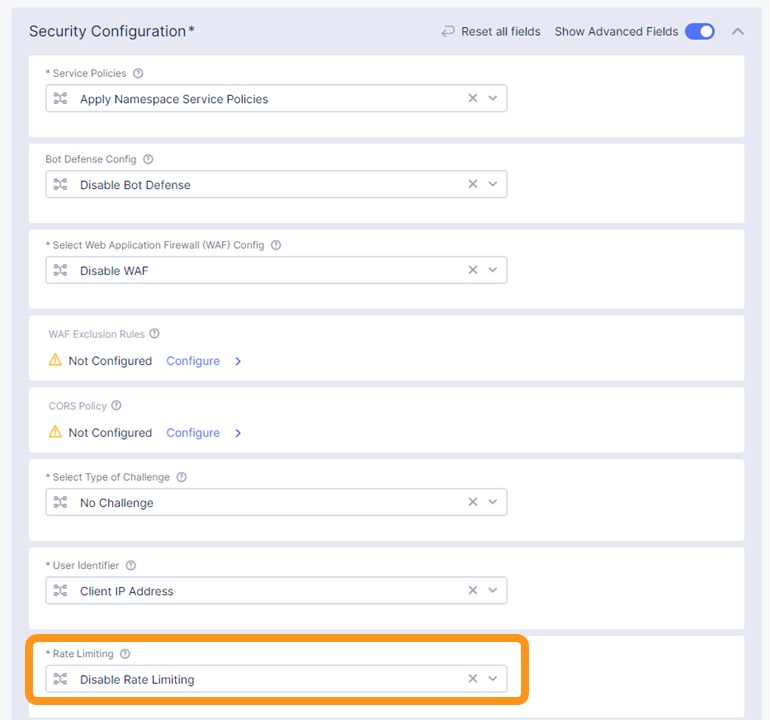 Security Configuration* Reset all fields Show Advanced Fields
* Service Policies
Apply Namespace Service Policies
Bot Defense Config
Disable Bot Defense
* Select Web Application Firewall (WAF) Config
Disable WAF
WAF Exclusion Rules
Not Configured Configure
CORS Policy
Not Configured Configure
* Select Type of Challenge
No Challenge
* User Identifier
Client IP Address
* Rate Limiting
Disable Rate Limiting